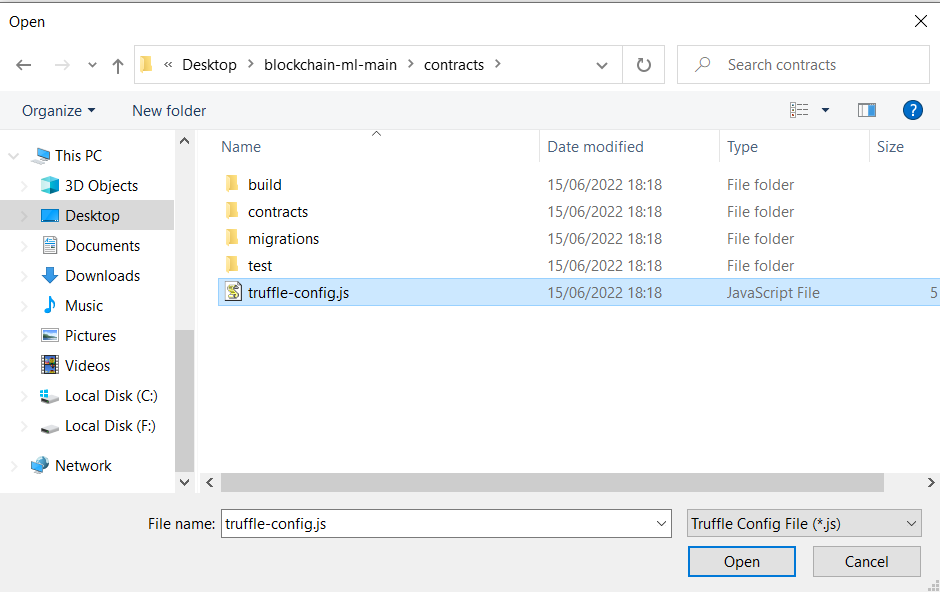 Open
« Desktop > blockchain-ml-main > contracts >
Search contracts
Organize
New folder
?
This PC
3D Objects
Desktop
Documents
Downloads
Music
Pictures
Videos
Local Disk (C:)
Local Disk (F:)
Network
Name Date modified Type Size
build 15/06/2022 18:18 File folder
contracts 15/06/2022 18:18 File folder
migrations 15/06/2022 18:18 File folder
test 15/06/2022 18:18 File folder
truffle-config.js 15/06/2022 18:18 JavaScript File 5
File name: truffle-config.js Truffle Config File (*.js)
Open Cancel